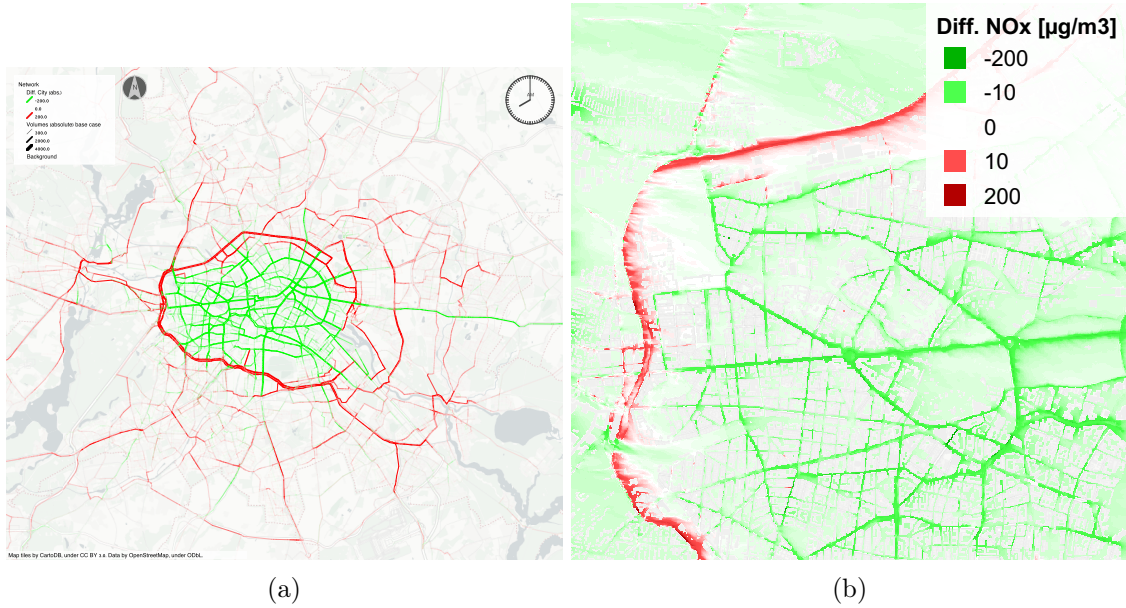 Network
Diff. City (abs.)
-200.0
0.0
200.0
Volumes (absolute) base case
300.0
2000.0
4000.0
Background
N
AM
Map tiles by CartoDB, under CC BY 3.0. Data by OpenStreetMap, under ODbL.
(a)
Diff. NOx [µg/m3]
-200
-10
0
10
200
(b)